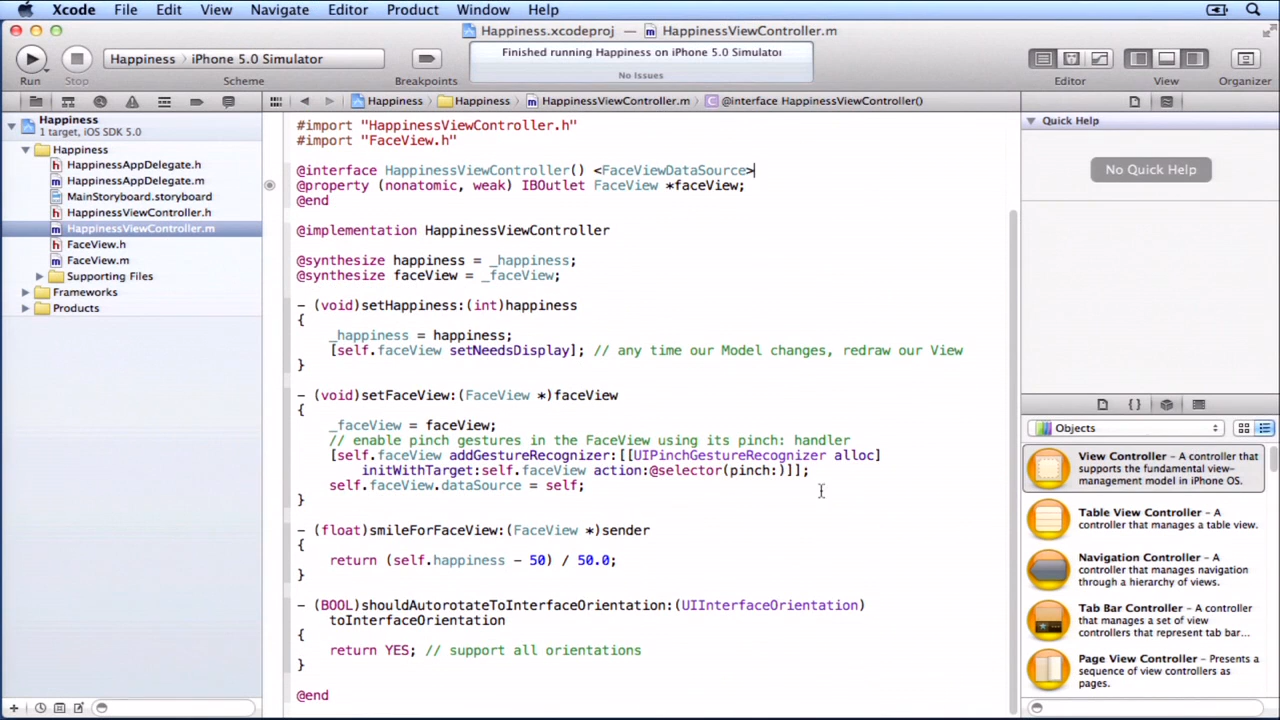 Xcode File Edit View Navigate Editor Product Window Help
Happiness.xcodeproj — HappinessViewController.m
Happiness › iPhone 5.0 Simulator
Finished running Happiness on iPhone 5.0 Simulator
No Issues
Run Stop Scheme Breakpoints Editor View Organizer
Happiness Happiness HappinessViewController.m @interface HappinessViewController()
Happiness
1 target, iOS SDK 5.0
Happiness
HappinessAppDelegate.h
HappinessAppDelegate.m
MainStoryboard.storyboard
HappinessViewController.h
HappinessViewController.m
FaceView.h
FaceView.m
Supporting Files
Frameworks
Products
#import "HappinessViewController.h"
#import "FaceView.h"
@interface HappinessViewController() <FaceViewDataSource>
@property (nonatomic, weak) IBOutlet FaceView *faceView;
@end
@implementation HappinessViewController
@synthesize happiness = _happiness;
@synthesize faceView = _faceView;
- (void)setHappiness:(int)happiness
{
_happiness = happiness;
[self.faceView setNeedsDisplay]; // any time our Model changes, redraw our View
}
- (void)setFaceView:(FaceView *)faceView
{
_faceView = faceView;
// enable pinch gestures in the FaceView using its pinch: handler
[self.faceView addGestureRecognizer:[[UIPinchGestureRecognizer alloc]
initWithTarget:self.faceView action:@selector(pinch:)]];
self.faceView.dataSource = self;
}
- (float)smileForFaceView:(FaceView *)sender
{
return (self.happiness - 50) / 50.0;
}
- (BOOL)shouldAutorotateToInterfaceOrientation:(UIInterfaceOrientation)
toInterfaceOrientation
{
return YES; // support all orientations
}
@end
Quick Help
No Quick Help
{}
Objects
View Controller - A controller
that supports the fundamental view-
management model in iPhone OS.
Table View Controller - A
controller that manages a table view.
Navigation Controller - A
controller that manages navigation
through a hierarchy of views.
Tab Bar Controller - A controller
that manages a set of view
controllers that represent tab bar...
Page View Controller - Presents a
sequence of view controllers as
pages.